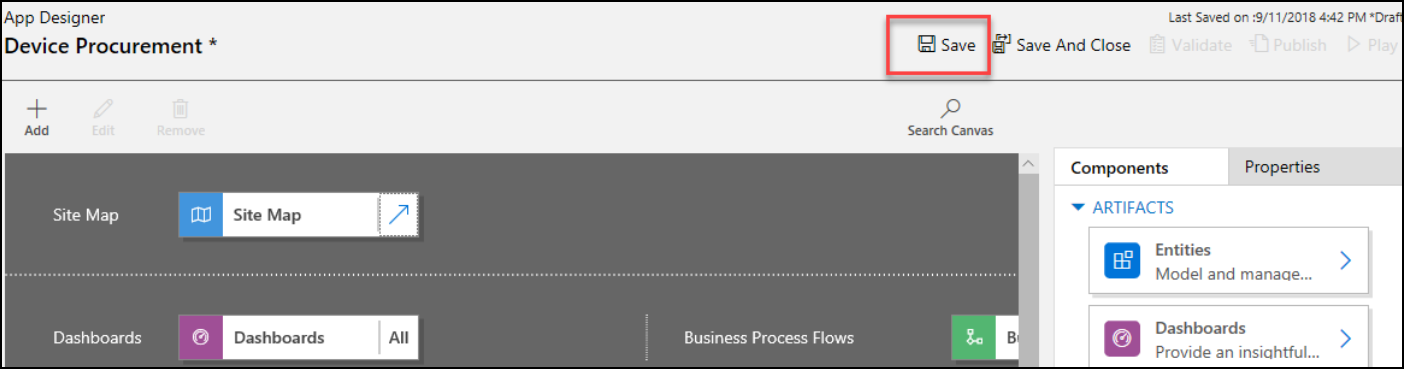 App Designer
Last Saved on :9/11/2018 4:42 PM *Draft
Device Procurement *
Save
Save And Close
Validate
Publish
Play
Add
Edit
Remove
Search Canvas
Components
Properties
Site Map
Site Map
ARTIFACTS
Entities
Model and manage...
Dashboards
Dashboards
All
Business Process Flows
Dashboards
Provide an insightful...